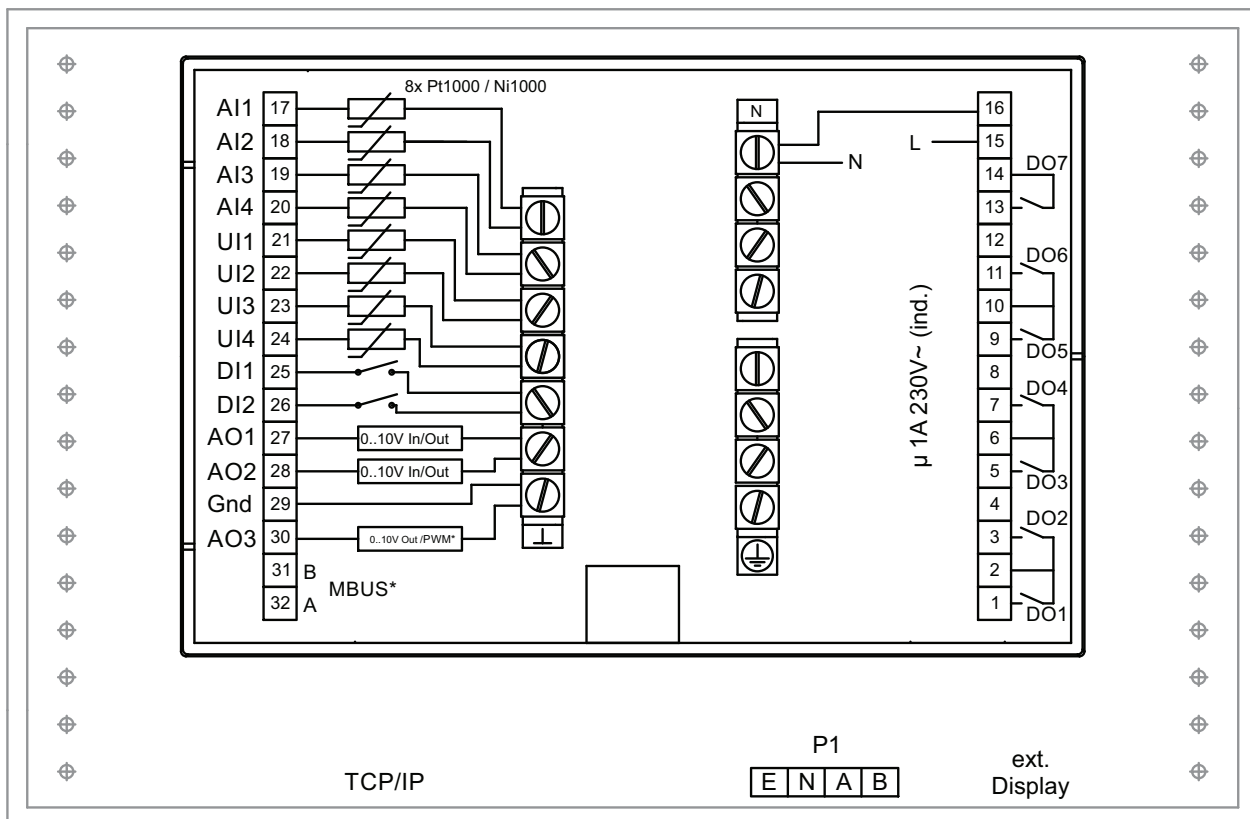 8x Pt1000 / Ni1000
AI1 17
AI2 18
AI3 19
AI4 20
UI1 21
UI2 22
UI3 23
UI4 24
DI1 25
DI2 26
AO1 27 0..10V In/Out
AO2 28 0..10V In/Out
Gnd 29
AO3 30 0..10V Out /PWM*
31 B
MBUS*
32 A
N
N
L
µ 1A 230V~ (ind.)
16
15
14 DO7
13
12
11 DO6
10
9 DO5
8
7 DO4
6
5 DO3
4
3 DO2
2
1 DO1
TCP/IP
P1
E N A B
ext.
Display